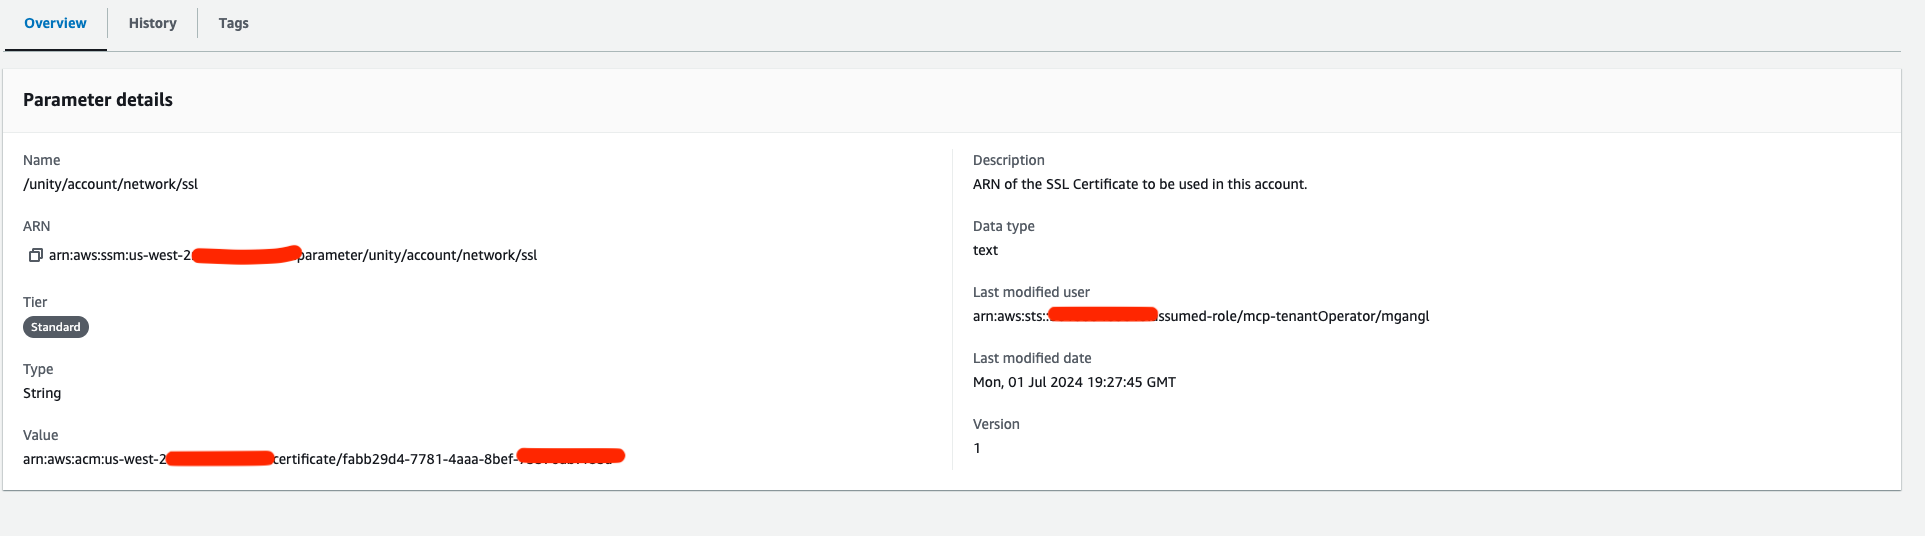 Overview
History
Tags
Parameter details
Name
/unity/account/network/ssl
ARN
arn:aws:ssm:us-west-2 parameter/unity/account/network/ssl
Tier
Standard
Type
String
Value
arn:aws:acm:us-west-2 certificate/fabb29d4-7781-4aaa-8bef-
Description
ARN of the SSL Certificate to be used in this account.
Data type
text
Last modified user
arn:aws:sts:: ssumed-role/mcp-tenantOperator/mgangl
Last modified date
Mon, 01 Jul 2024 19:27:45 GMT
Version
1